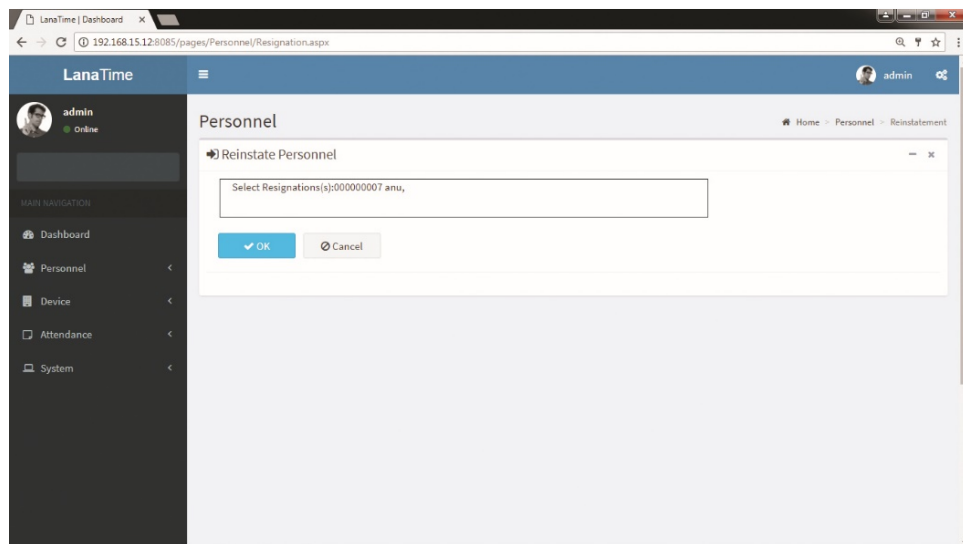 LanaTime | Dashboard
192.168.15.12:8085/pages/Personnel/Resignation.aspx
LanaTime
admin
admin
Online
Personnel
Home > Personnel > Reinstatement
Reinstate Personnel
Select Resignations(s):000000007 anu,
OK
Cancel
MAIN NAVIGATION
Dashboard
Personnel
Device
Attendance
System